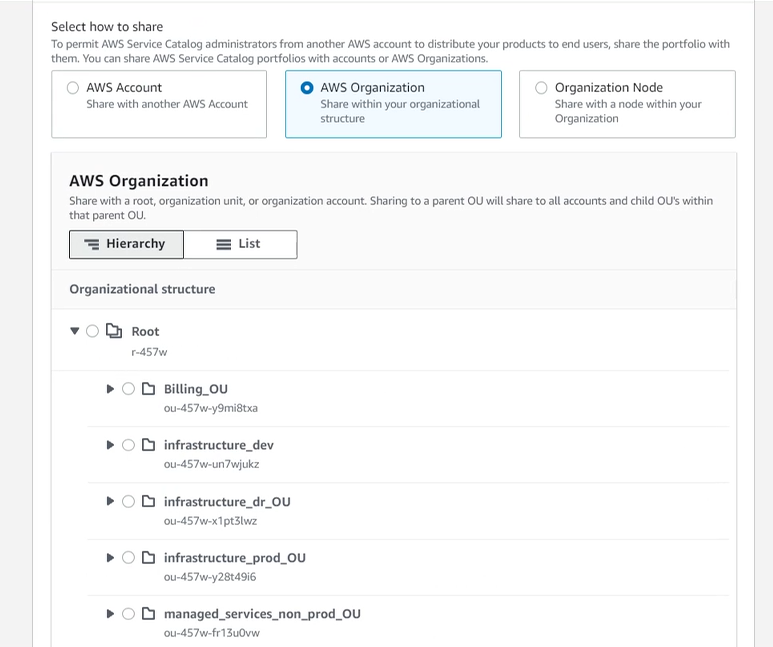 Select how to share
To permit AWS Service Catalog administrators from another AWS account to distribute your products to end users, share the portfolio with
them. You can share AWS Service Catalog portfolios with accounts or AWS Organizations.
AWS Account
Share with another AWS Account
AWS Organization
Share within your organizational
structure
Organization Node
Share with a node within your
Organization
AWS Organization
Share with a root, organization unit, or organization account. Sharing to a parent OU will share to all accounts and child OU's within
that parent OU.
Hierarchy
List
Organizational structure
Root
r-457w
Billing_OU
ou-457w-y9mi8txa
infrastructure_dev
ou-457w-un7wjukz
infrastructure_dr_OU
ou-457w-x1pt3lwz
infrastructure_prod_OU
ou-457w-y28t49i6
managed_services_non_prod_OU
ou-457w-fr13u0vw